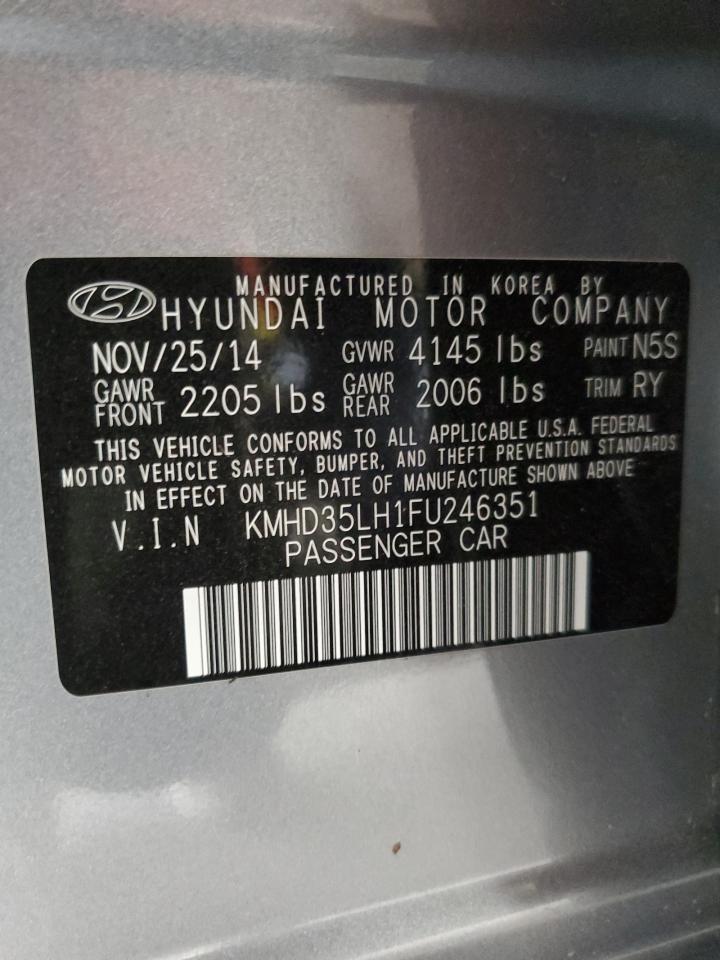 MANUFACTURED IN KOREA BY
HYUNDAI MOTOR COMPANY
NOV/25/14 GVWR 4145 lbs PAINT N5S
GAWR FRONT 2205 lbs GAWR REAR 2006 lbs TRIM RY
THIS VEHICLE CONFORMS TO ALL APPLICABLE U.S.A. FEDERAL
MOTOR VEHICLE SAFETY, BUMPER, AND THEFT PREVENTION STANDARDS
IN EFFECT ON THE DATE OF MANUFACTURE SHOWN ABOVE
V.I.N KMHD35LH1FU246351
PASSENGER CAR